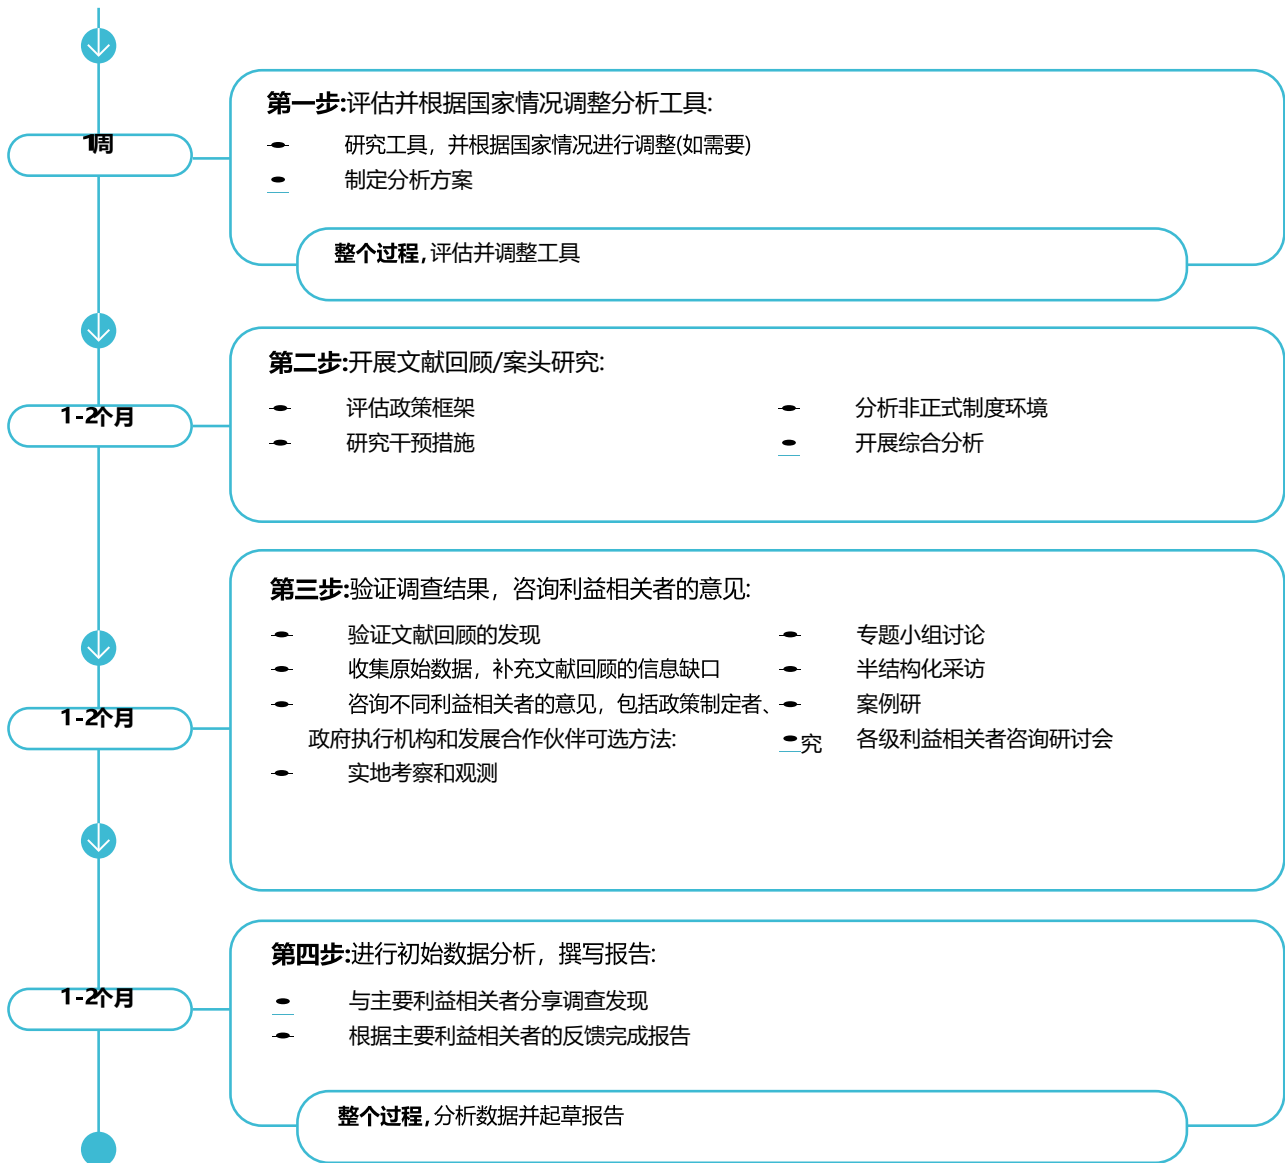 第一步:评估并根据国家情况调整分析工具:
1调
研究工具，并根据国家情况进行调整(如需要)
制定分析方案
整个过程,评估并调整工具
第二步:开展文献回顾/案头研究:
1-2个月
评估政策框架
研究干预措施
分析非正式制度环境
开展综合分析
第三步:验证调查结果，咨询利益相关者的意见:
1-2个月
验证文献回顾的发现
收集原始数据，补充文献回顾的信息缺口
咨询不同利益相关者的意见，包括政策制定者、
政府执行机构和发展合作伙伴可选方法:
实地考察和观测
专题小组讨论
半结构化采访
案例研
究
各级利益相关者咨询研讨会
第四步:进行初始数据分析，撰写报告:
1-2个月
与主要利益相关者分享调查发现
根据主要利益相关者的反馈完成报告
整个过程,分析数据并起草报告